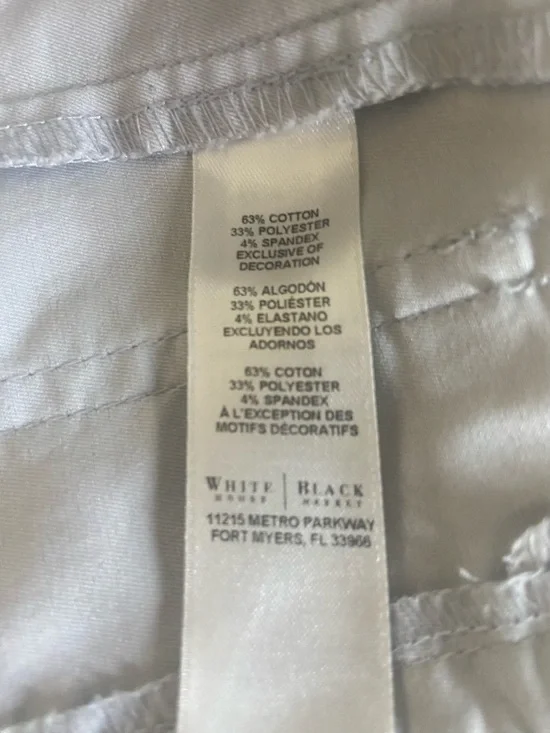 63% COTTON
33% POLYESTER
4% SPANDEX
EXCLUSIVE OF
DECORATION
63% ALGODÓN
33% POLIÉSTER
4% ELASTANO
EXCLUYENDO LOS
ADORNOS
63% COTON
33% POLYESTER
4% SPANDEX
À L'EXCEPTION DES
MOTIFS DÉCORATIFS
WHITE | BLACK
HOUSE MARKET
11215 METRO PARKWAY
FORT MYERS, FL 33966